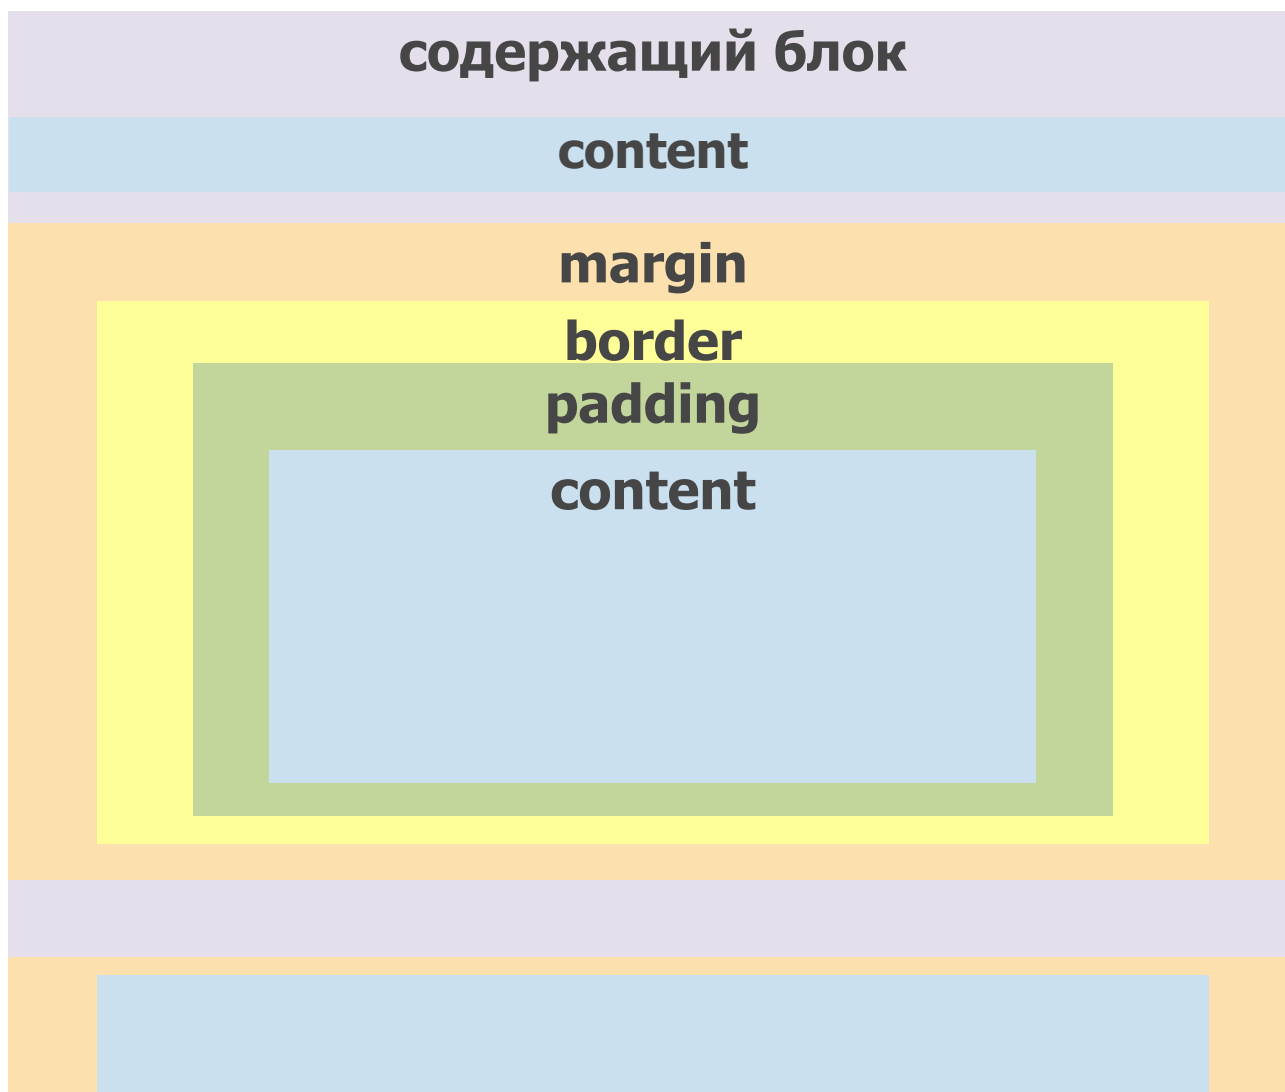 содержащий блок
content
margin
border
padding
content